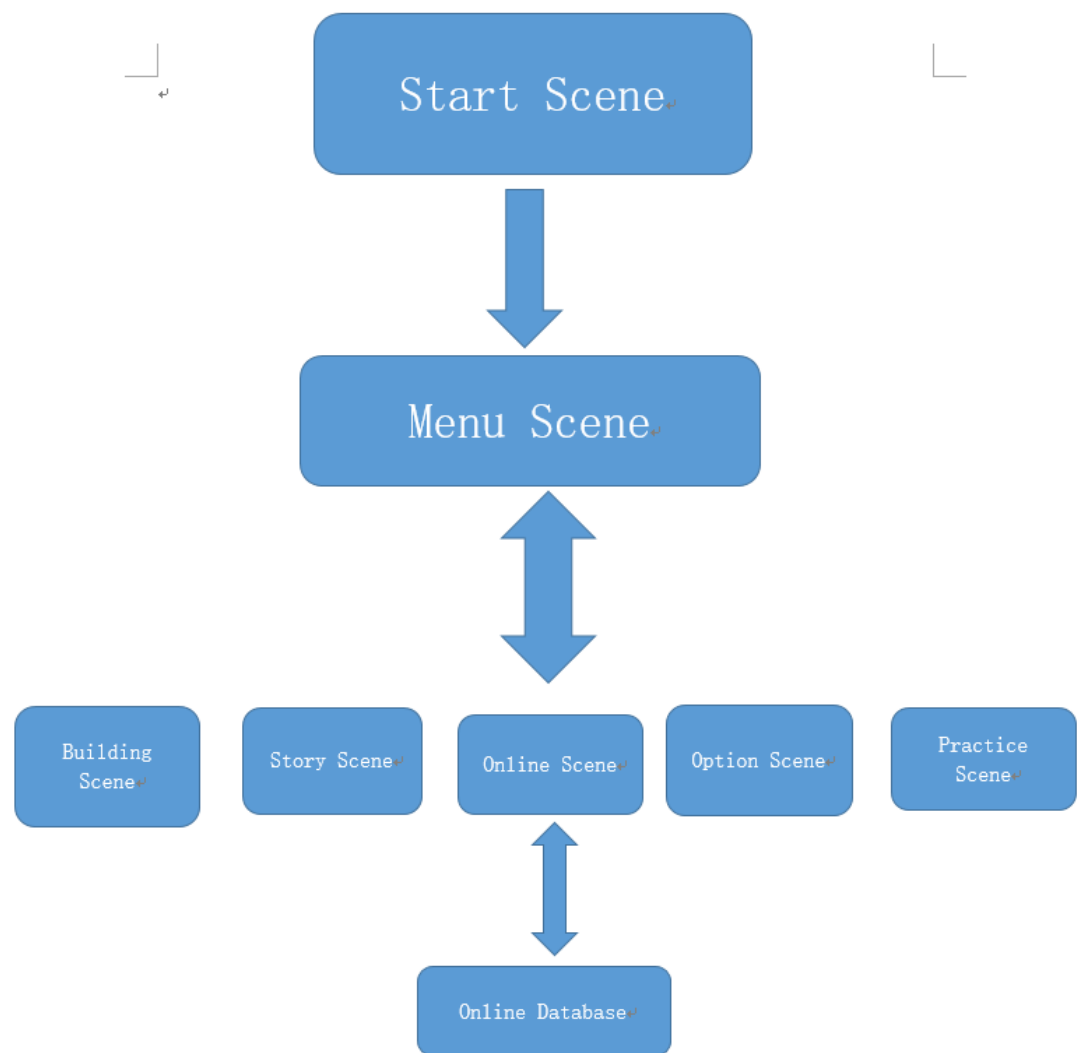 Start Scene
Menu Scene
Building
Scene
Story Scene
Online Scene
Option Scene
Practice
Scene
Online Database